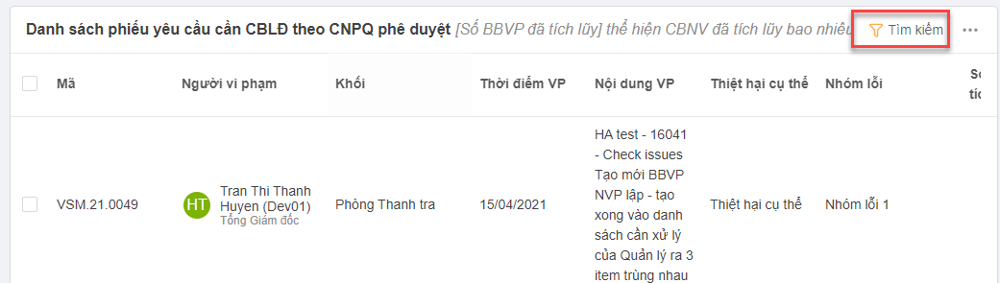 Danh sách phiếu yêu cầu cần CBLĐ theo CNPQ phê duyệt [Số BBVP đã tích lũy] thể hiện CBNV đã tích lũy bao nhiêu Tìm kiếm
Mã Người vi phạm Khối Thời điểm VP Nội dung VP Thiệt hại cụ thể Nhóm lỗi
HA test - 16041
- Check issues
Tạo mới BBVP
NVP lập - tạo
xong vào danh
sách cần xử lý
của Quản lý ra 3
item trùng nhau
VSM.21.0049
HT
Tran Thi Thanh
Huyen (Dev01)
Tổng Giám đốc
Phòng Thanh tra
15/04/2021
Thiệt hại cụ thể
Nhóm lỗi 1